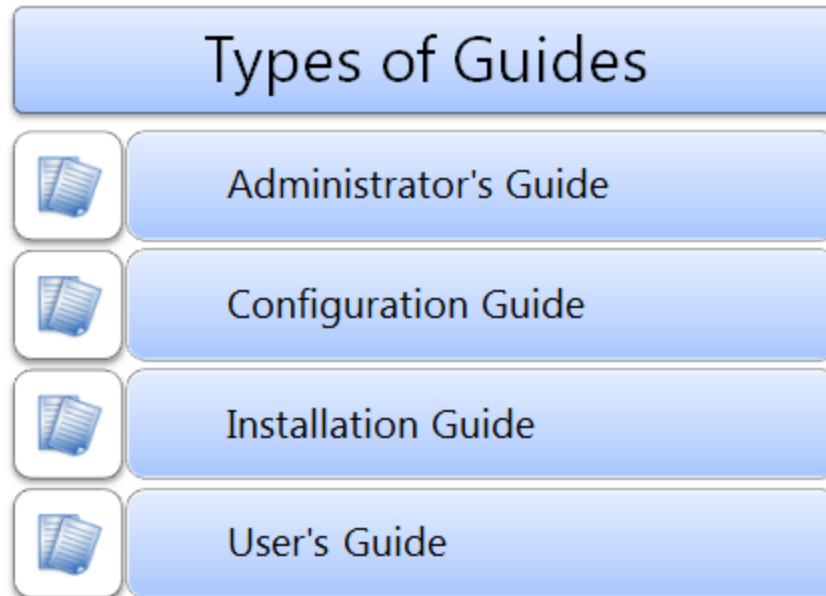 Types of Guides
Administrator's Guide
Configuration Guide
Installation Guide
User's Guide